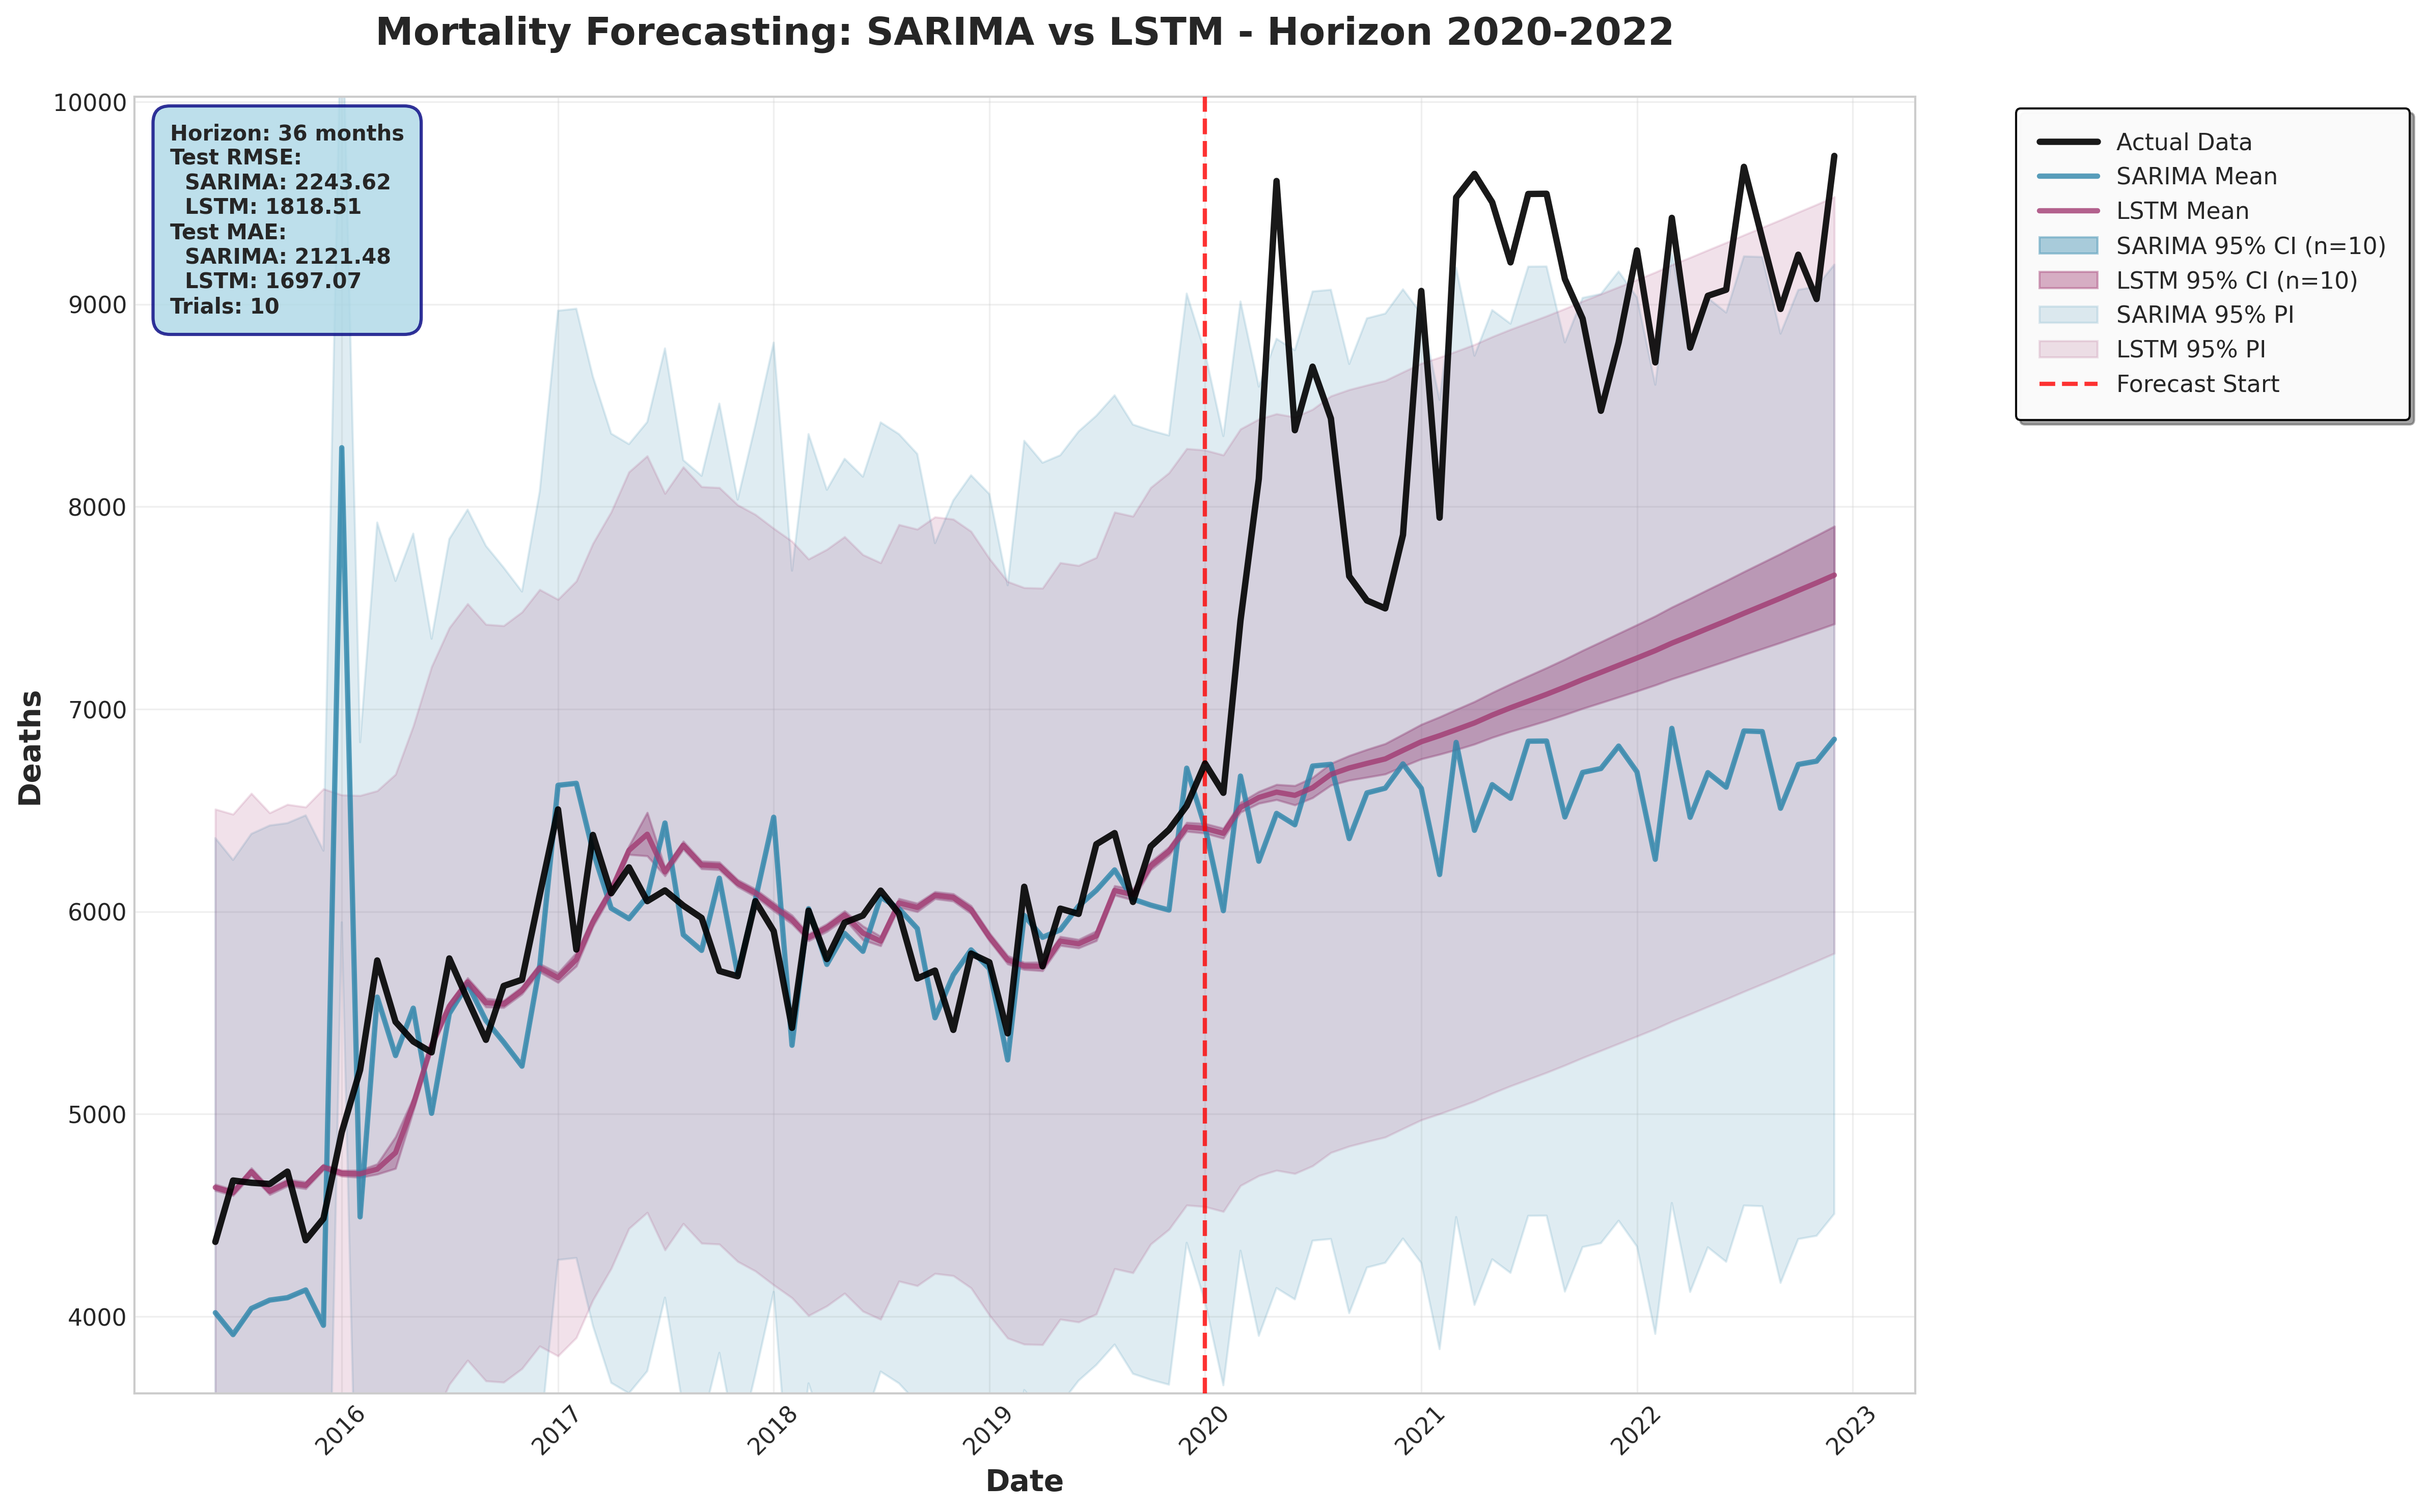 Mortality Forecasting: SARIMA vs LSTM - Horizon 2020-2022
Horizon: 36 months
Test RMSE:
SARIMA: 2243.62
LSTM: 1818.51
Test MAE:
SARIMA: 2121.48
LSTM: 1697.07
Trials: 10
Actual Data
SARIMA Mean
LSTM Mean
SARIMA 95% CI (n=10)
LSTM 95% CI (n=10)
SARIMA 95% PI
LSTM 95% PI
Forecast Start
Deaths
10000
9000
8000
7000
6000
5000
4000
2016
2017
2018
2019
2020
2021
2022
2023
Date